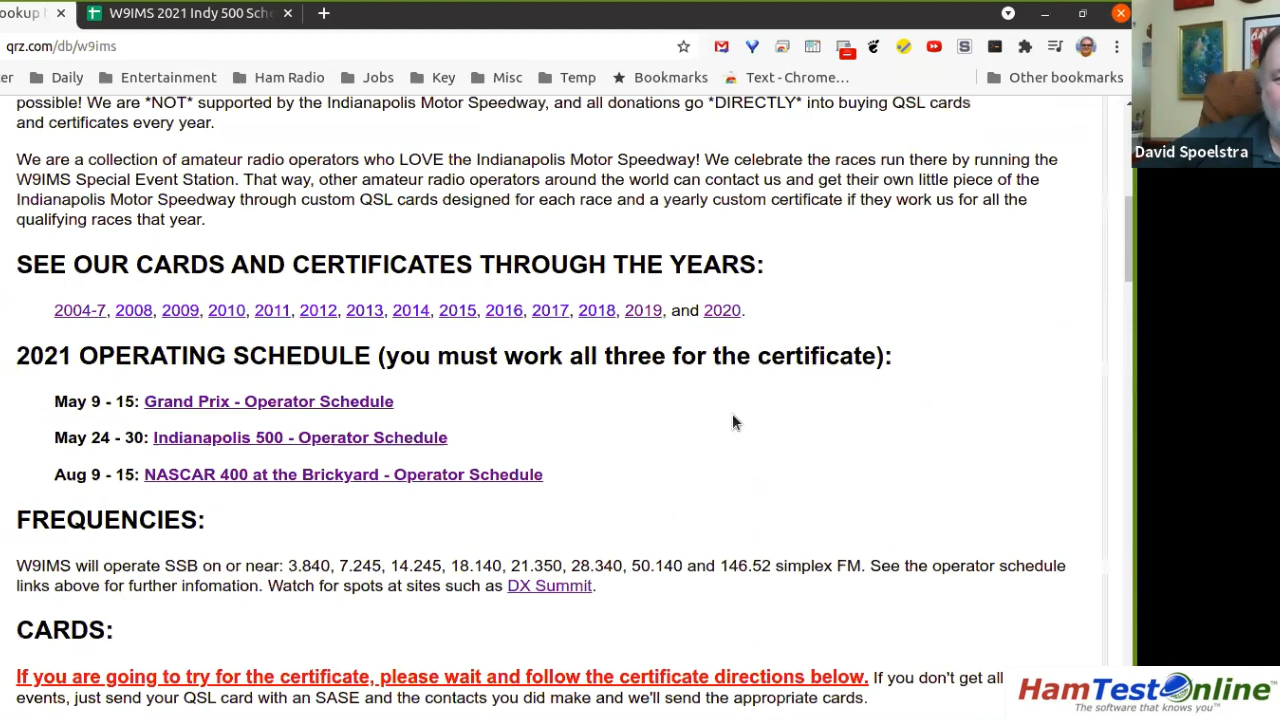 ookup
W9IMS 2021 Indy 500 Sche
qrz.com/db/w9ims
er Daily Entertainment Ham Radio Jobs Key Misc Temp Bookmarks Text - Chrome... Other bookmarks
possible! We are *NOT* supported by the Indianapolis Motor Speedway, and all donations go *DIRECTLY* into buying QSL cards
and certificates every year.
David Spoelstra
We are a collection of amateur radio operators who LOVE the Indianapolis Motor Speedway! We celebrate the races run there by running the
W9IMS Special Event Station. That way, other amateur radio operators around the world can contact us and get their own little piece of the
Indianapolis Motor Speedway through custom QSL cards designed for each race and a yearly custom certificate if they work us for all the
qualifying races that year.
SEE OUR CARDS AND CERTIFICATES THROUGH THE YEARS:
2004-7, 2008, 2009, 2010, 2011, 2012, 2013, 2014, 2015, 2016, 2017, 2018, 2019, and 2020.
2021 OPERATING SCHEDULE (you must work all three for the certificate):
May 9 - 15: Grand Prix - Operator Schedule
May 24 - 30: Indianapolis 500 - Operator Schedule
Aug 9 - 15: NASCAR 400 at the Brickyard - Operator Schedule
FREQUENCIES:
W9IMS will operate SSB on or near: 3.840, 7.245, 14.245, 18.140, 21.350, 28.340, 50.140 and 146.52 simplex FM. See the operator schedule
links above for further infomation. Watch for spots at sites such as DX Summit.
CARDS:
If you are going to try for the certificate, please wait and follow the certificate directions below. If you don't get all
events, just send your QSL card with an SASE and the contacts you did make and we'll send the appropriate cards.
HamTestOnline™
The software that knows you™